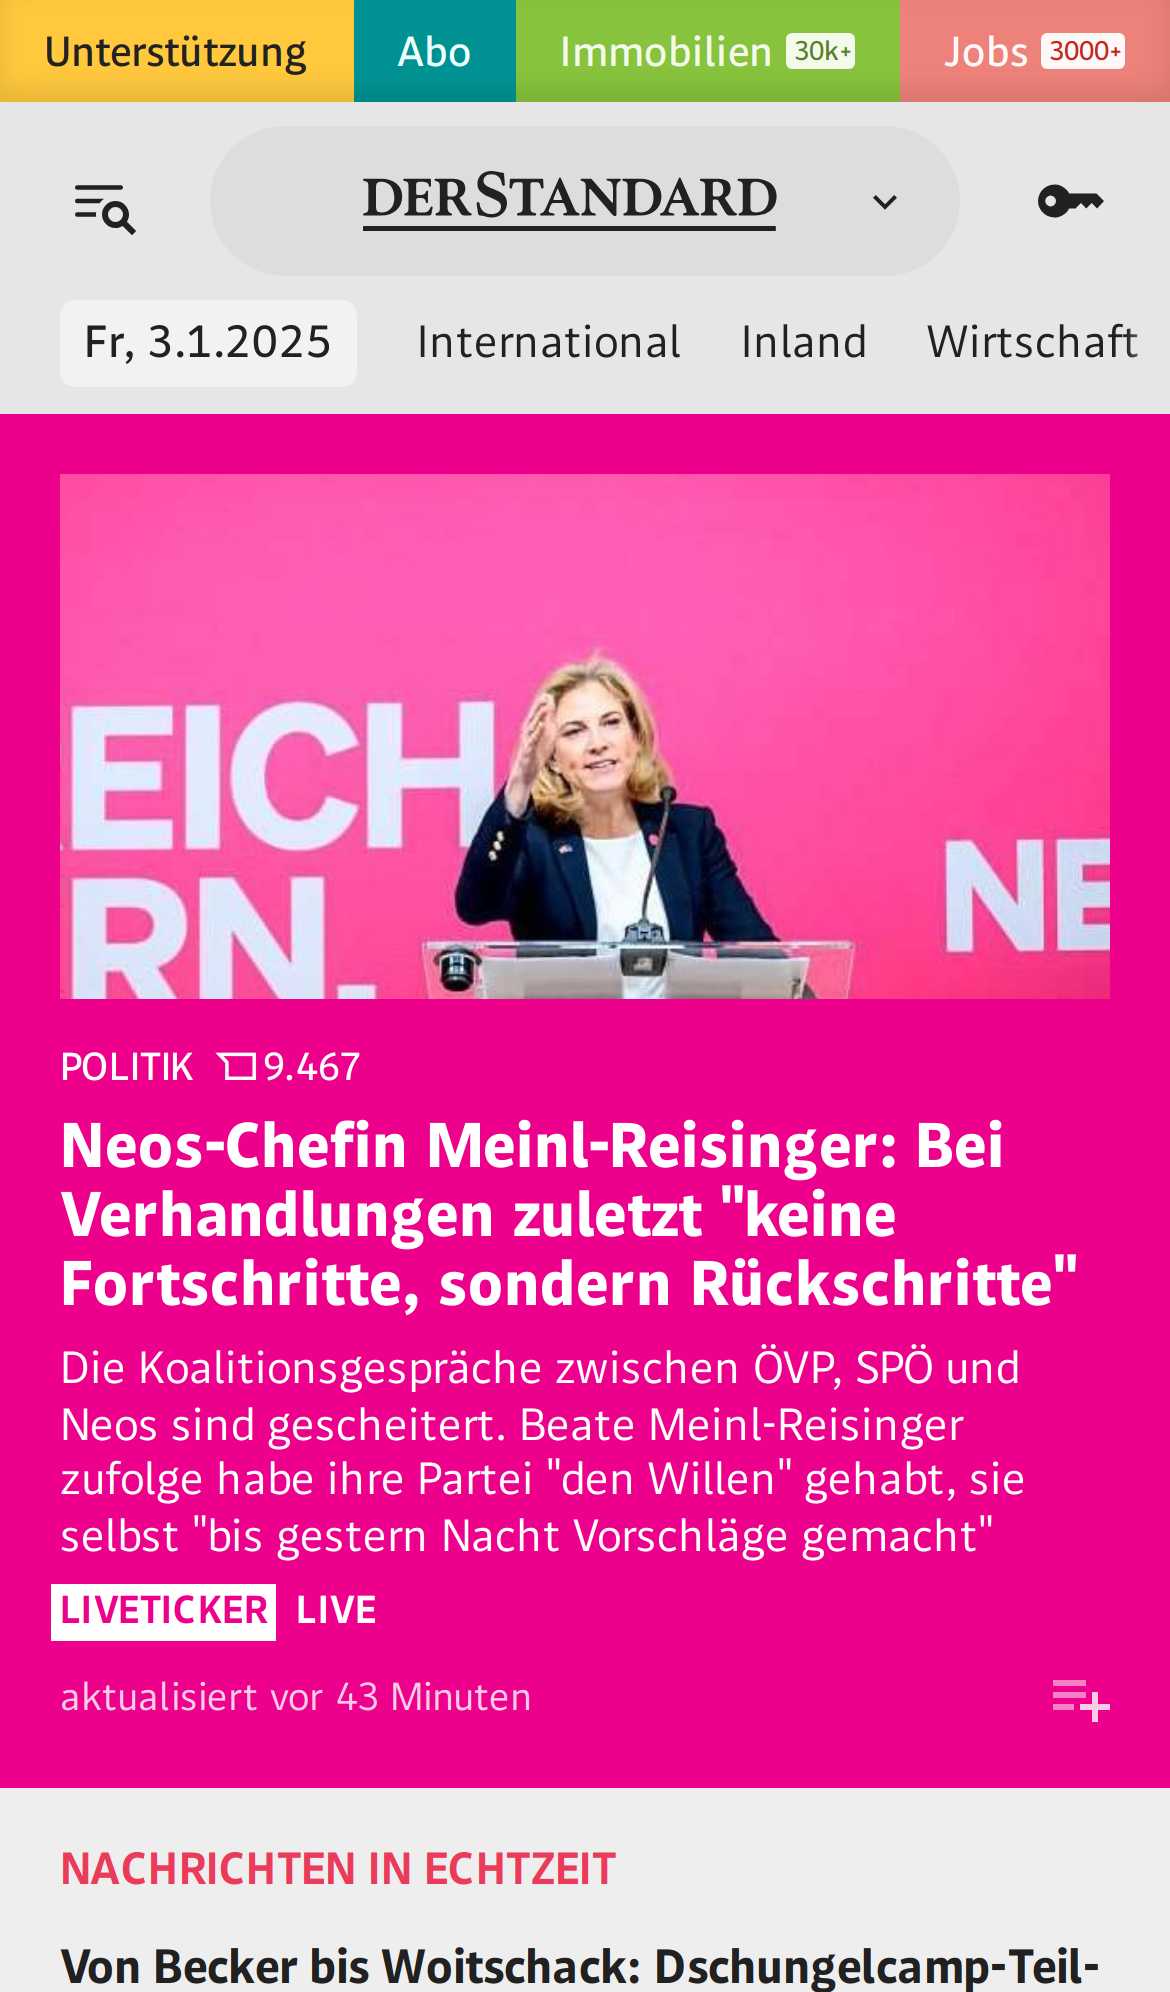 Unterstützung Abo Immobilien 30k+ Jobs 3000+
DERSTANDARD
Fr, 3.1.2025 International Inland Wirtschaft
EICH
RN.
NE
POLITIK 9.467
Neos-Chefin Meinl-Reisinger: Bei
Verhandlungen zuletzt "keine
Fortschritte, sondern Rückschritte"
Die Koalitionsgespräche zwischen ÖVP, SPÖ und
Neos sind gescheitert. Beate Meinl-Reisinger
zufolge habe ihre Partei "den Willen" gehabt, sie
selbst "bis gestern Nacht Vorschläge gemacht"
LIVETICKER LIVE
aktualisiert vor 43 Minuten
NACHRICHTEN IN ECHTZEIT
Von Becker bis Woitschack: Dschungelcamp-Teil-